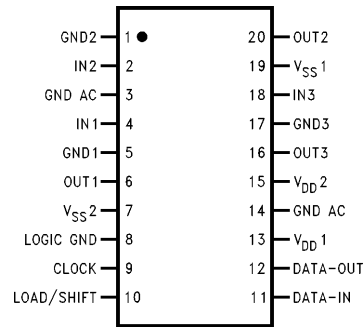 GND2 1 20 OUT2
IN2 2 19 VSS1
GND AC 3 18 IN3
IN1 4 17 GND3
GND1 5 16 OUT3
OUT1 6 15 VDD2
VSS2 7 14 GND AC
LOGIC GND 8 13 VDD1
CLOCK 9 12 DATA-OUT
LOAD/SHIFT 10 11 DATA-IN